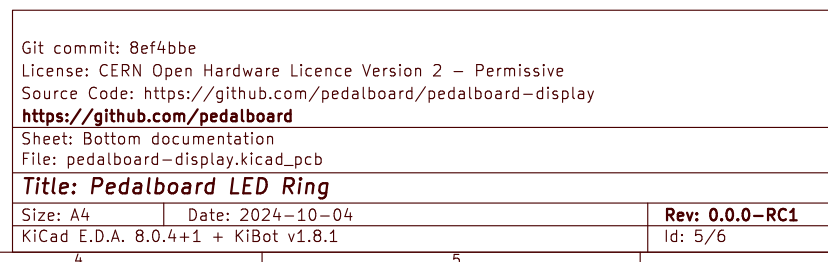 Git commit: 8ef4bbe
License: CERN Open Hardware Licence Version 2 – Permissive
Source Code: https://github.com/pedalboard/pedalboard–display
https://github.com/pedalboard
Sheet: Bottom documentation
File: pedalboard–display.kicad_pcb
Title: Pedalboard LED Ring
Size: A4 Date: 2024–10–04 Rev: 0.0.0–RC1
KiCad E.D.A. 8.0.4+1 + KiBot v1.8.1 Id: 5/6
4 5